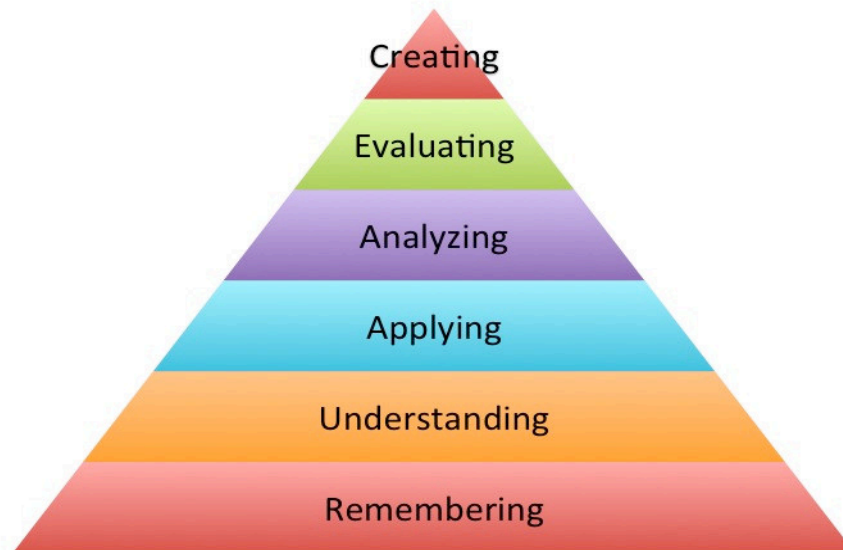 Creating
Evaluating
Analyzing
Applying
Understanding
Remembering